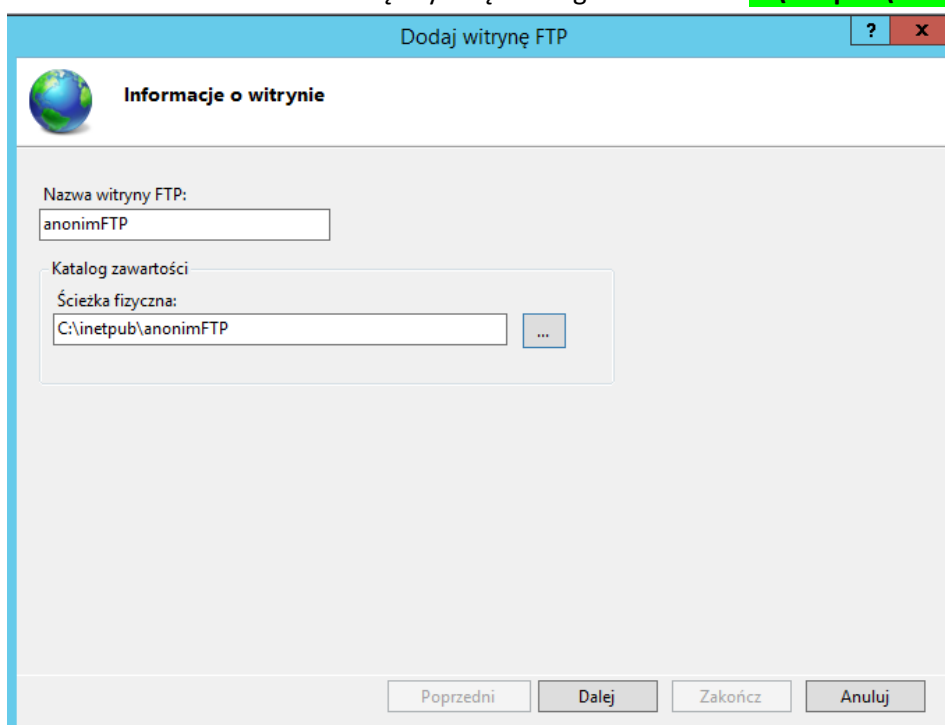 Dodaj witrynę FTP
?
x
Informacje o witrynie
Nazwa witryny FTP:
anonimFTP
Katalog zawartości
Ścieżka fizyczna:
C:\inetpub\anonimFTP
...
Poprzedni
Dalej
Zakończ
Anuluj